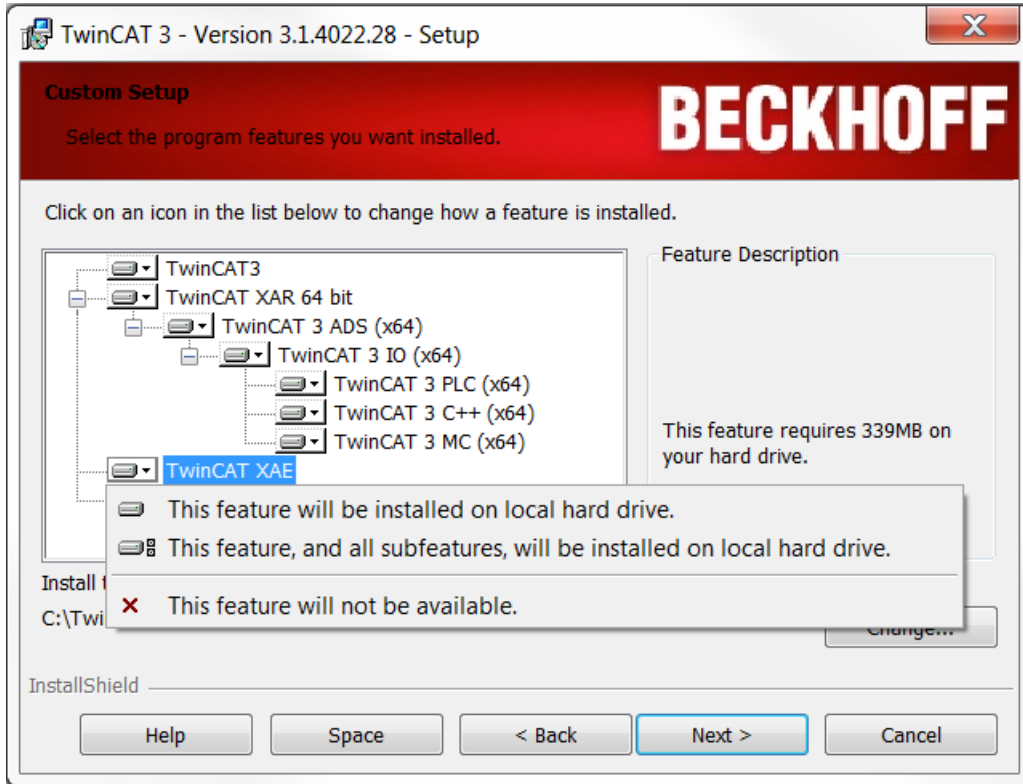 TwinCAT 3 - Version 3.1.4022.28 - Setup
Custom Setup
Select the program features you want installed.
BECKHOFF
Click on an icon in the list below to change how a feature is installed.
TwinCAT3
TwinCAT XAR 64 bit
TwinCAT 3 ADS (x64)
TwinCAT 3 IO (x64)
TwinCAT 3 PLC (x64)
TwinCAT 3 C++ (x64)
TwinCAT 3 MC (x64)
TwinCAT XAE
Feature Description
This feature requires 339MB on
your hard drive.
This feature will be installed on local hard drive.
This feature, and all subfeatures, will be installed on local hard drive.
This feature will not be available.
Install
C:\Twi
Change...
InstallShield
Help
Space
< Back
Next >
Cancel